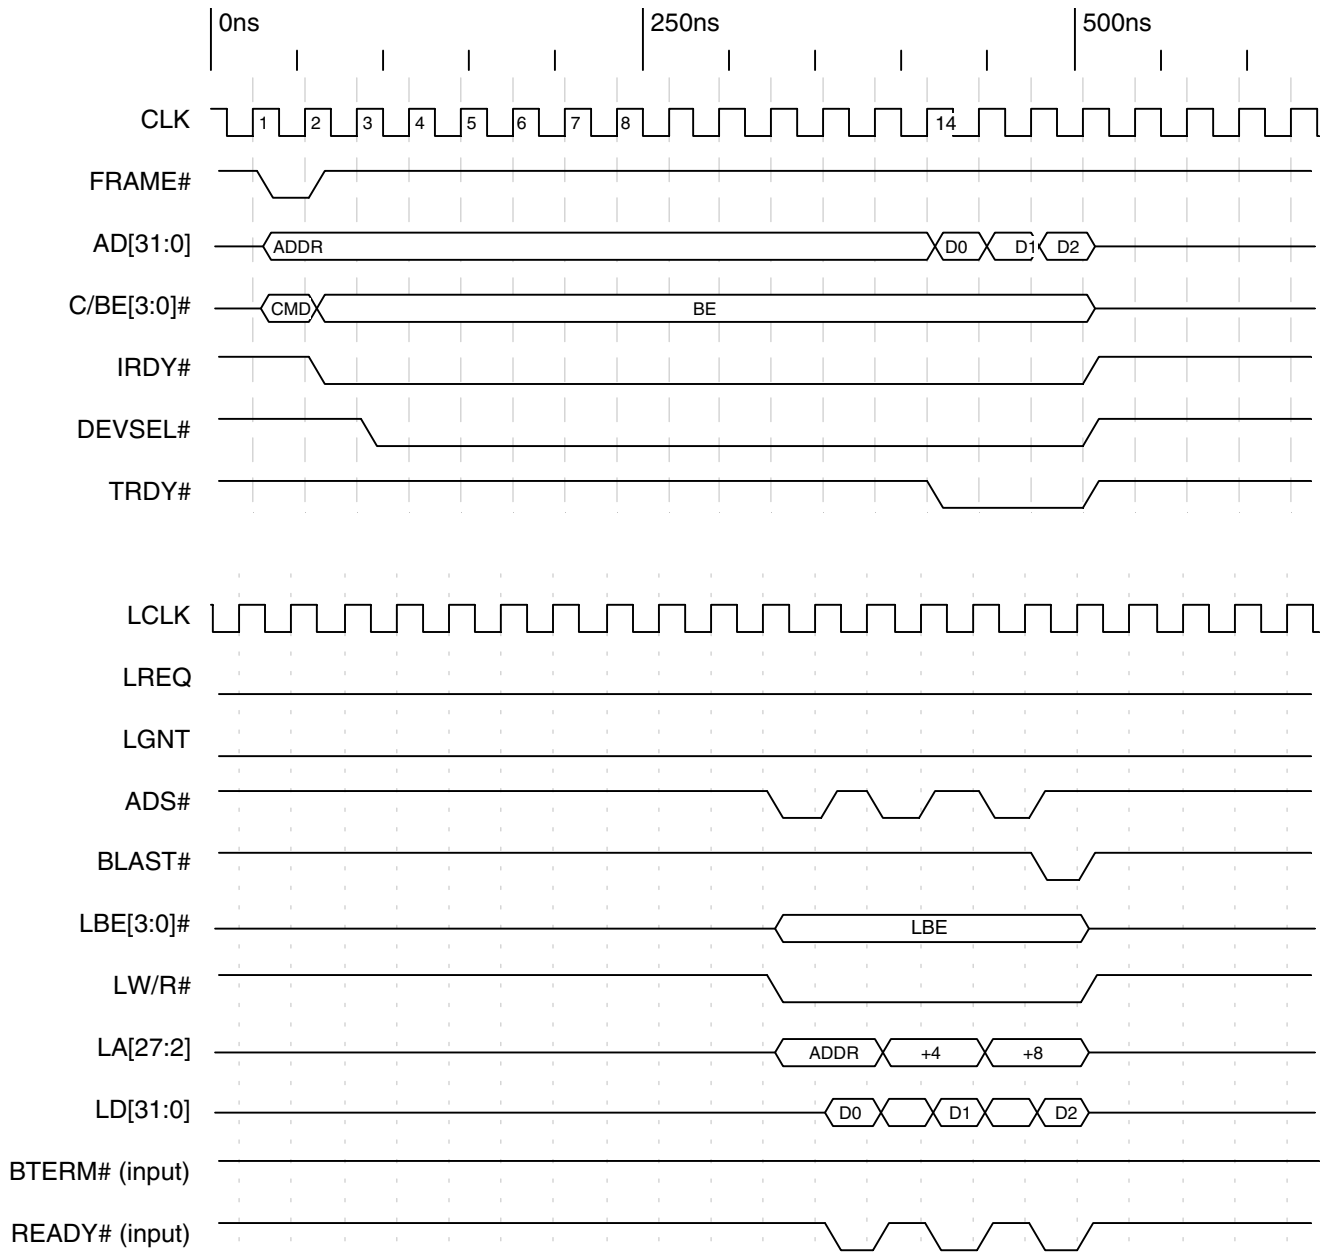 0ns 250ns 500ns
CLK 1 2 3 4 5 6 7 8 14
FRAME#
AD[31:0] ADDR D0 D1 D2
C/BE[3:0]# CMD BE
IRDY#
DEVSEL#
TRDY#
LCLK
LREQ
LGNT
ADS#
BLAST#
LBE[3:0]# LBE
LW/R#
LA[27:2] ADDR +4 +8
LD[31:0] D0 D1 D2
BTERM# (input)
READY# (input)